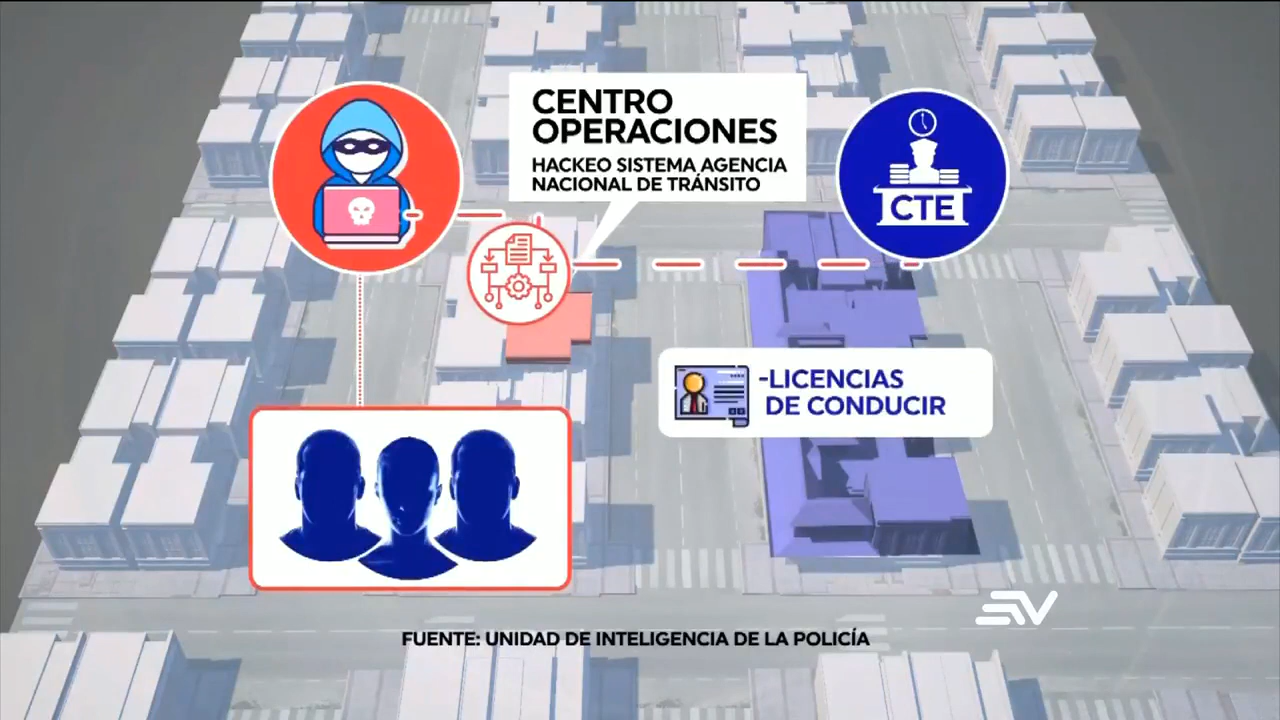 CENTRO
OPERACIONES
HACKEO SISTEMA AGENCIA
NACIONAL DE TRÁNSITO
CTE
-LICENCIAS
DE CONDUCIR
FUENTE: UNIDAD DE INTELIGENCIA DE LA POLICÍA